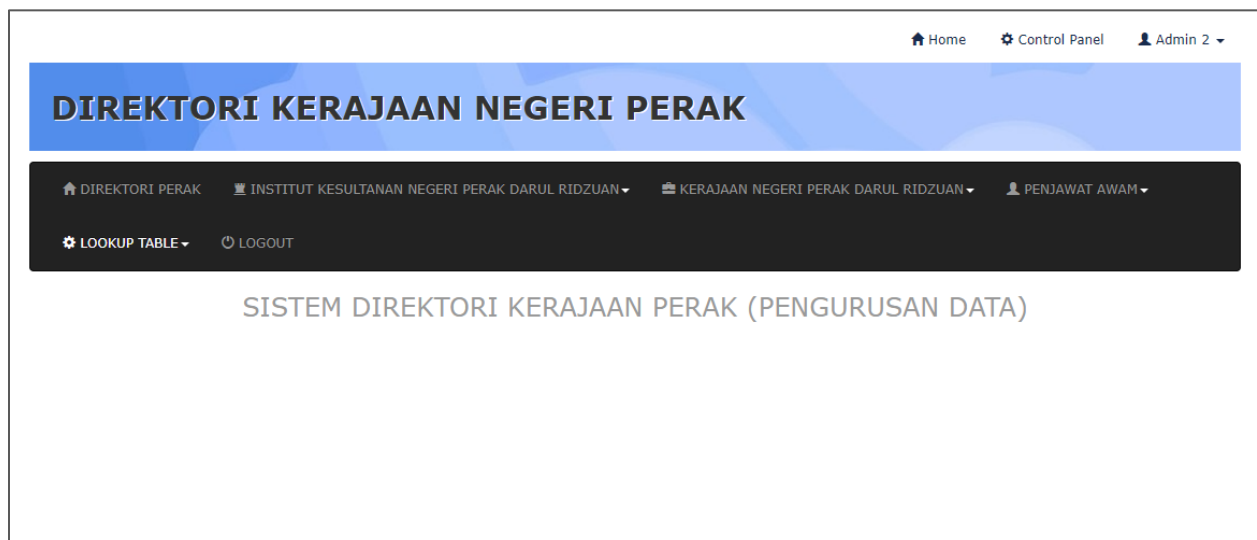 Home Control Panel Admin 2
DIREKTORI KERAJAAN NEGERI PERAK
DIREKTORI PERAK INSTITUT KESULTANAN NEGERI PERAK DARUL RIDZUAN KERAJAAN NEGERI PERAK DARUL RIDZUAN PENJAWAT AWAM
LOOKUP TABLE LOGOUT
SISTEM DIREKTORI KERAJAAN PERAK (PENGURUSAN DATA)